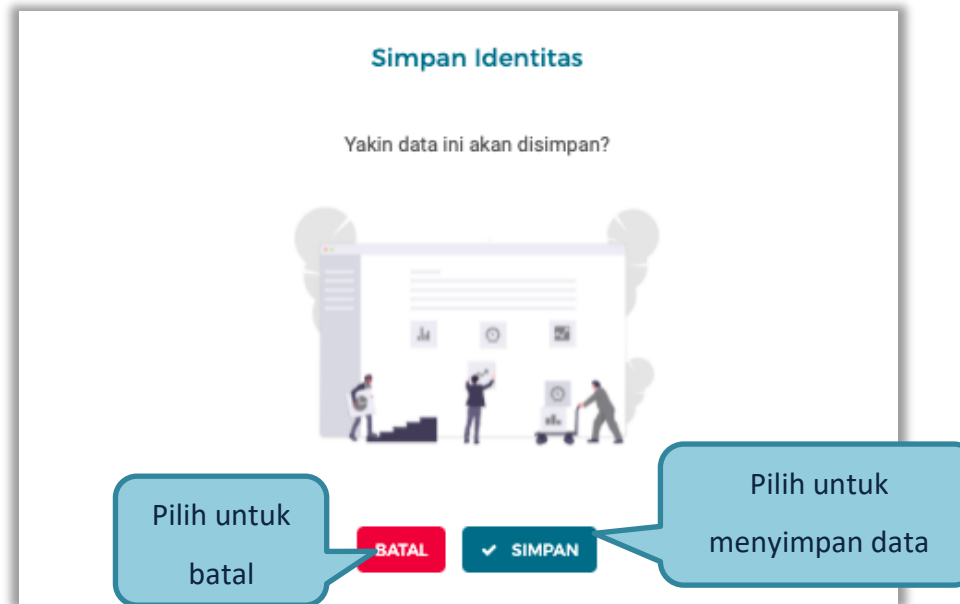 Simpan Identitas
Yakin data ini akan disimpan?
Pilih untuk
batal
BATAL
SIMPAN
Pilih untuk
menyimpan data